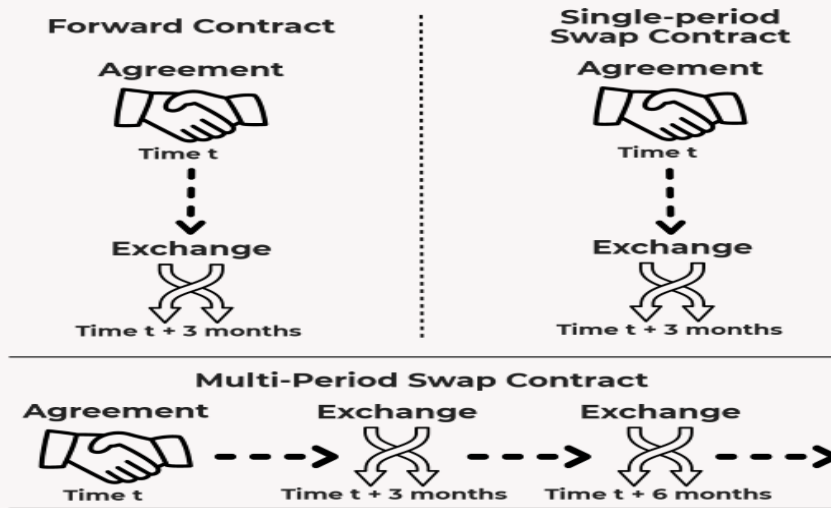 Forward Contract
Agreement
Time t
Exchange
Time t + 3 months
Single-period
Swap Contract
Agreement
Time t
Exchange
Time t + 3 months
Multi-Period Swap Contract
Agreement
Time t
Exchange
Time t + 3 months
Exchange
Time t + 6 months